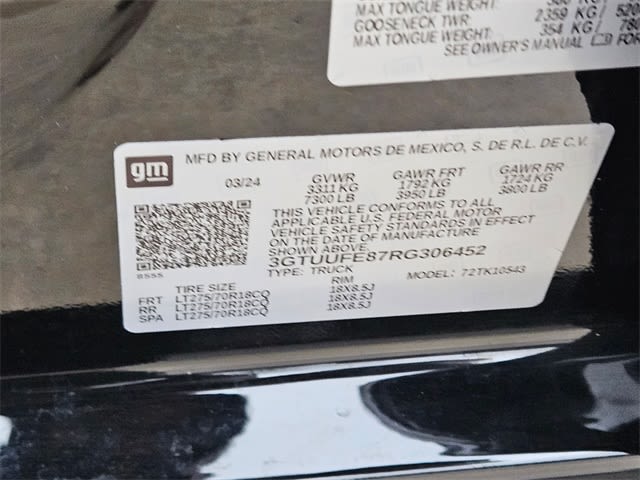 MAX TONGUE WEIGHT:
GOOSENECK TWR: 2359 KG /
MAX TONGUE WEIGHT: 354 KG /
SEE OWNER'S MANUAL FOR
gm
MFD BY GENERAL MOTORS DE MEXICO, S. DE R.L. DE C.V.
03/24 GVWR GAWR FRT GAWR RR
3311 KG 1792 KG 1724 KG
7300 LB 3950 LB 3800 LB
THIS VEHICLE CONFORMS TO ALL
APPLICABLE U.S. FEDERAL MOTOR
VEHICLE SAFETY STANDARDS IN EFFECT
ON THE DATE OF MANUFACTURE
SHOWN ABOVE.
3GTUUFE87RG306452
8555
TYPE: TRUCK MODEL: 72TK10543
TIRE SIZE RIM
FRT LT275/70R18CQ 18X8.5J
RR LT275/70R18CQ 18X8.5J
SPA LT275/70R18CQ 18X8.5J